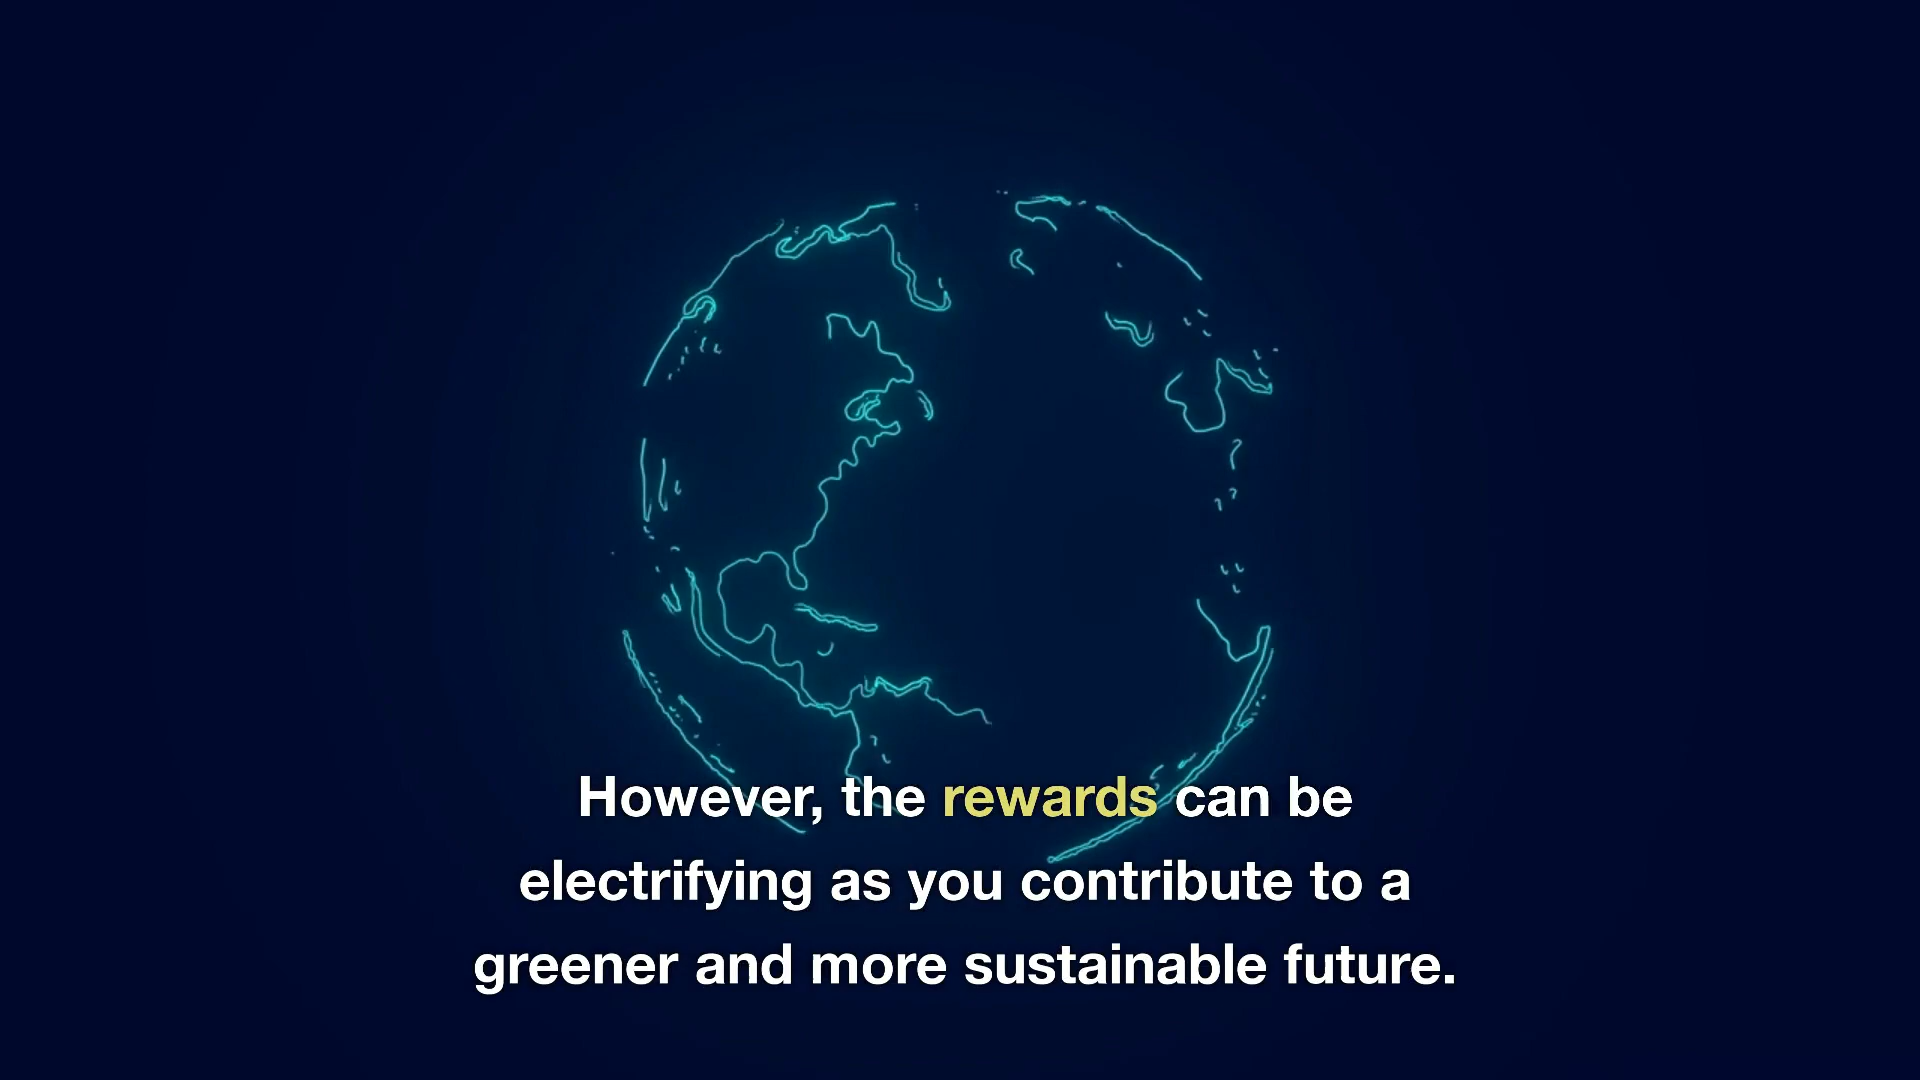 However, the rewards can be
electrifying as you contribute to a
greener and more sustainable future.